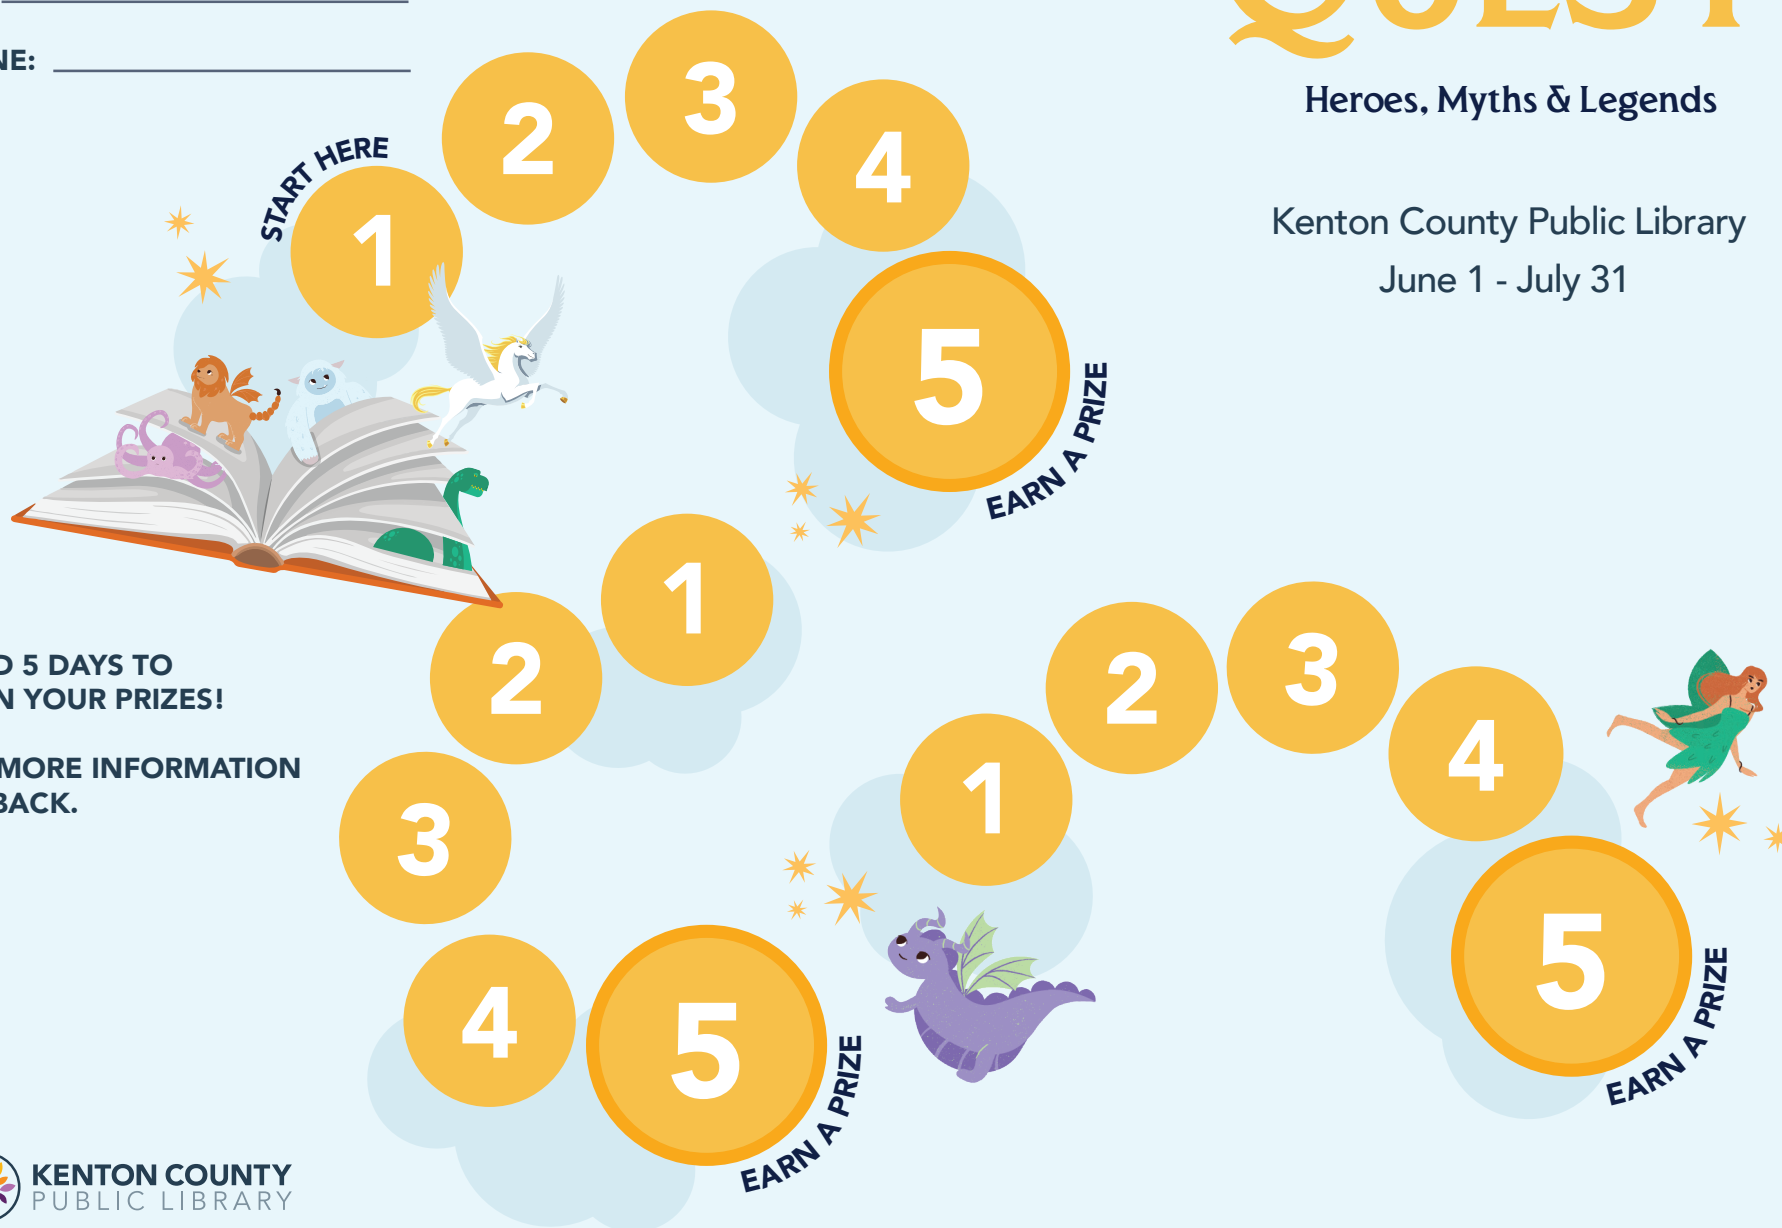 NE:
QUEST
Heroes, Myths & Legends
Kenton County Public Library
June 1 - July 31
START HERE
1
2
3
4
5
EARN A PRIZE
1
2
3
4
5
EARN A PRIZE
1
2
3
4
5
EARN A PRIZE
D 5 DAYS TO
N YOUR PRIZES!
MORE INFORMATION
BACK.
KENTON COUNTY
PUBLIC LIBRARY